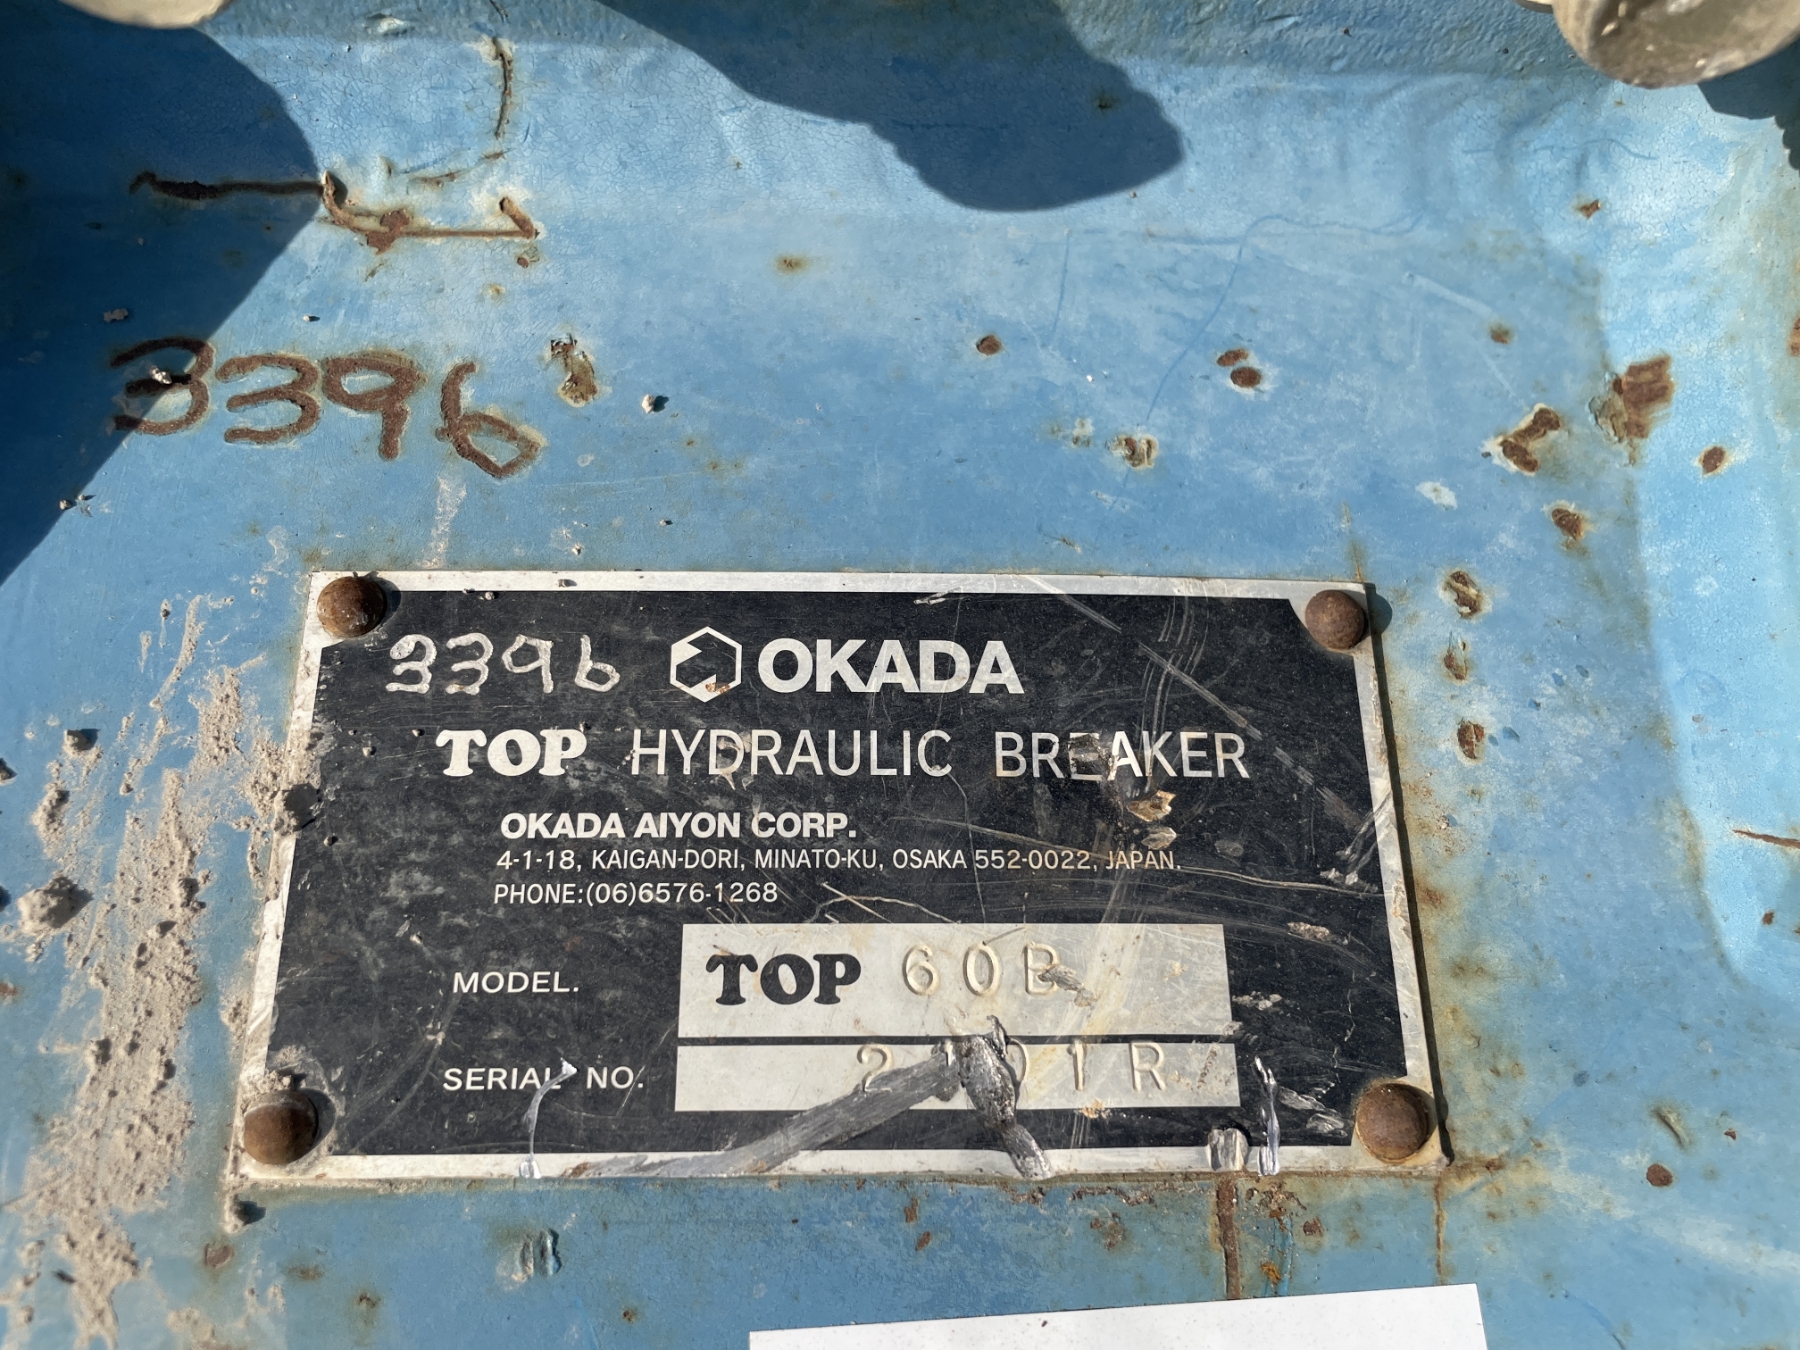 3396
3396 OKADA
TOP HYDRAULIC BREAKER
OKADA AIYON CORP.
4-1-18, KAIGAN-DORI, MINATO-KU, OSAKA 552-0022, JAPAN.
PHONE:(06)6576-1268
MODEL. TOP 60B
SERIAL NO.